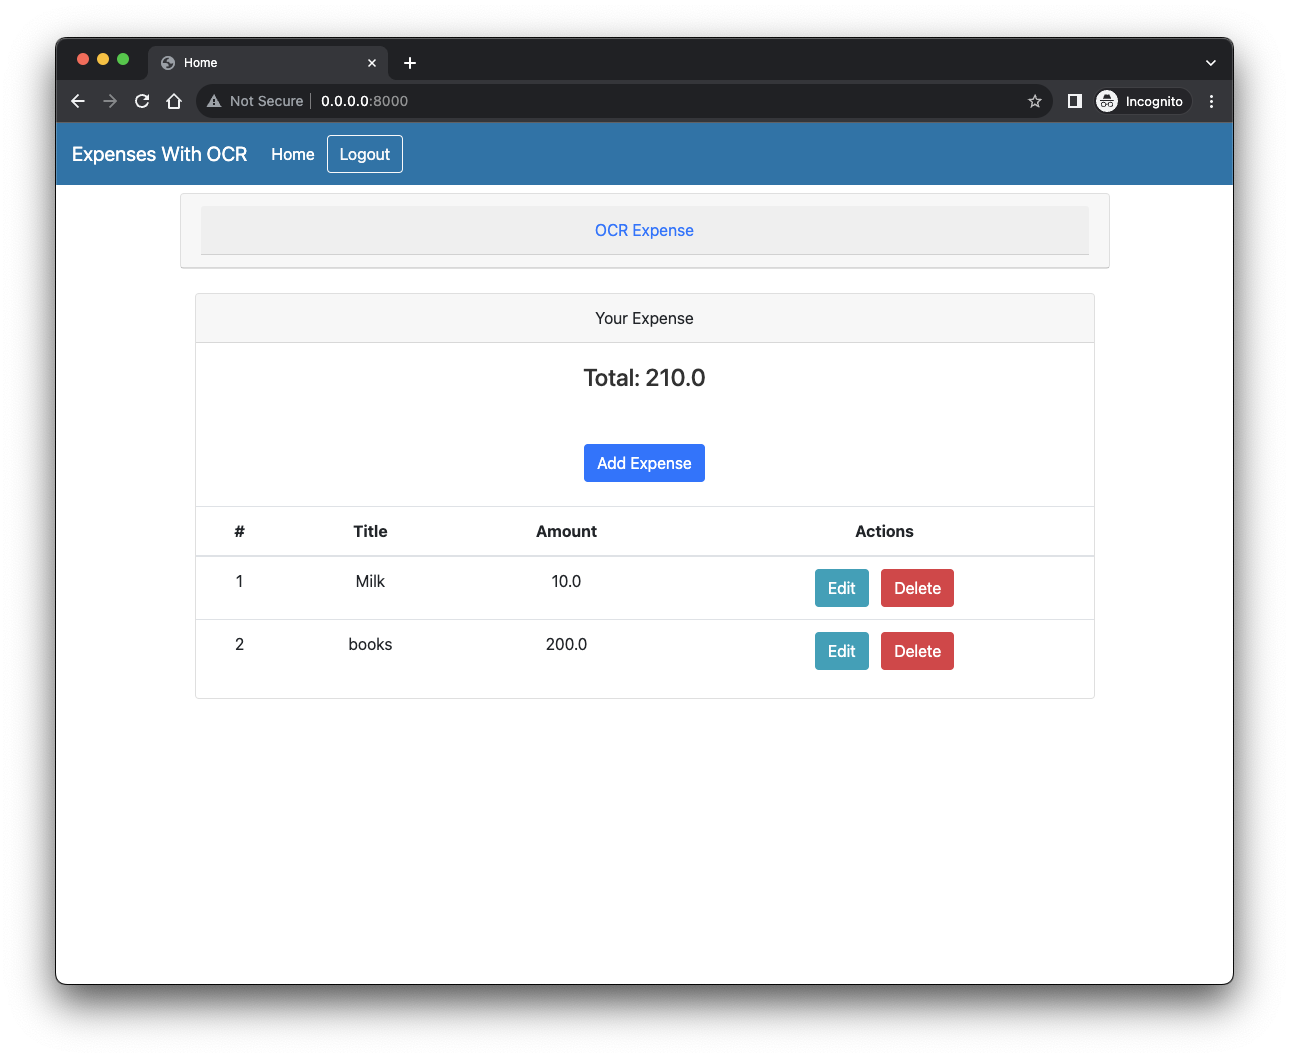 Home
Not Secure 0.0.0.0:8000 Incognito
Expenses With OCR Home Logout
OCR Expense
Your Expense
Total: 210.0
Add Expense
# Title Amount Actions
1 Milk 10.0 Edit Delete
2 books 200.0 Edit Delete